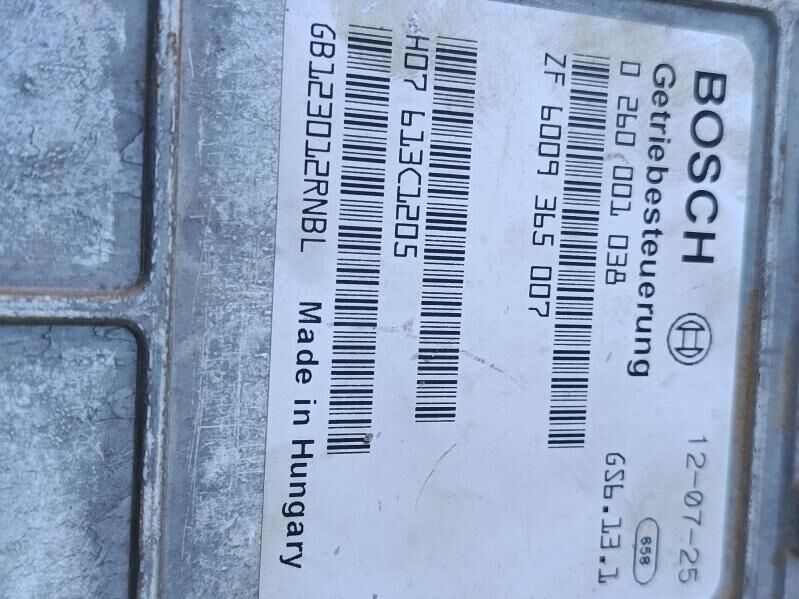 BOSCH 12-07-25
Getriebesteuerung 658
0 260 001 038 GS6.13.1
ZF 6009 365 007
H07 613C1205
GB123012RNBL Made in Hungary